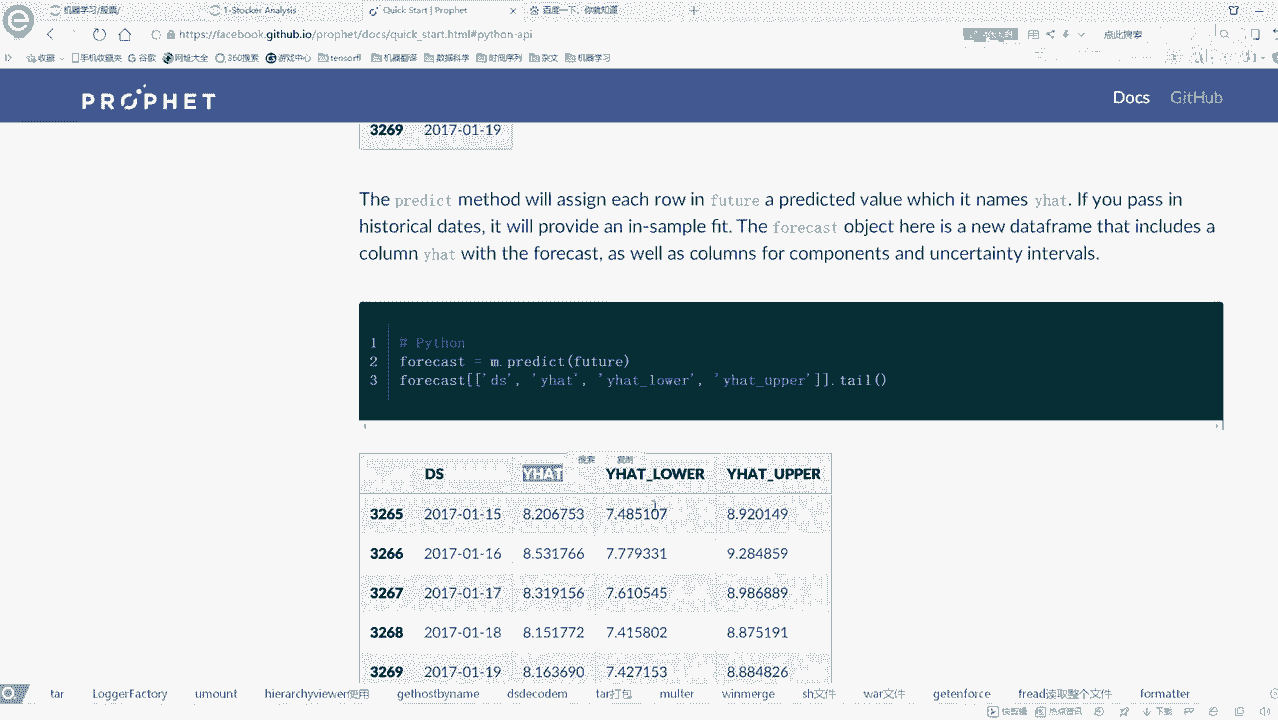 机器学习/股票/
1-Stocker Analysis
Quick Start | Prophet
百度一下，你就知道
https://facebook.github.io/prophet/docs/quick_start.html#python-api
点此搜索
收藏 手机收藏夹 谷歌 网址大全 360搜索 游戏中心 tensorfl 机器翻译 数据科学 时间序列 杂文 机器学习
PROPHET
Docs GitHub
3269 2017-01-19
The predict method will assign each row in future a predicted value which it names yhat. If you pass in
historical dates, it will provide an in-sample fit. The forecast object here is a new dataframe that includes a
column yhat with the forecast, as well as columns for components and uncertainty intervals.
1 # Python
2 forecast = m.predict(future)
3 forecast[['ds', 'yhat', 'yhat_lower', 'yhat_upper']].tail()
搜索 复制
DS YHAT YHAT_LOWER YHAT_UPPER
3265 2017-01-15 8.206753 7.485107 8.920149
3266 2017-01-16 8.531766 7.779331 9.284859
3267 2017-01-17 8.319156 7.610545 8.986889
3268 2017-01-18 8.151772 7.415802 8.875191
3269 2017-01-19 8.163690 7.427153 8.884826
tar LoggerFactory umount hierarchyviewer使用 gethostbyname dsdecodem tar打包 multer winmerge sh文件 war文件 getenforce fread读取整个文件 formatter
快剪辑 热点资讯 下载